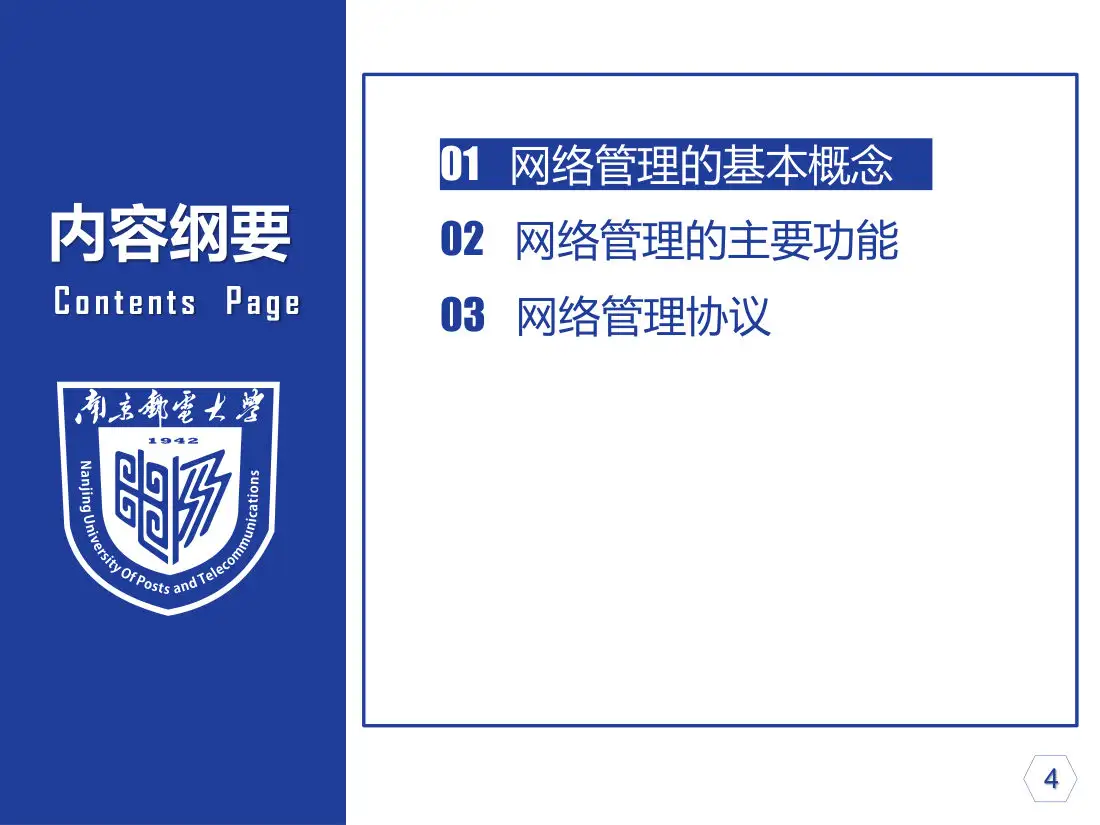 内容纲要
Contents Page
南京郵電大學
1942
Nanjing University Of Posts and Telecommunications
01 网络管理的基本概念
02 网络管理的主要功能
03 网络管理协议
4